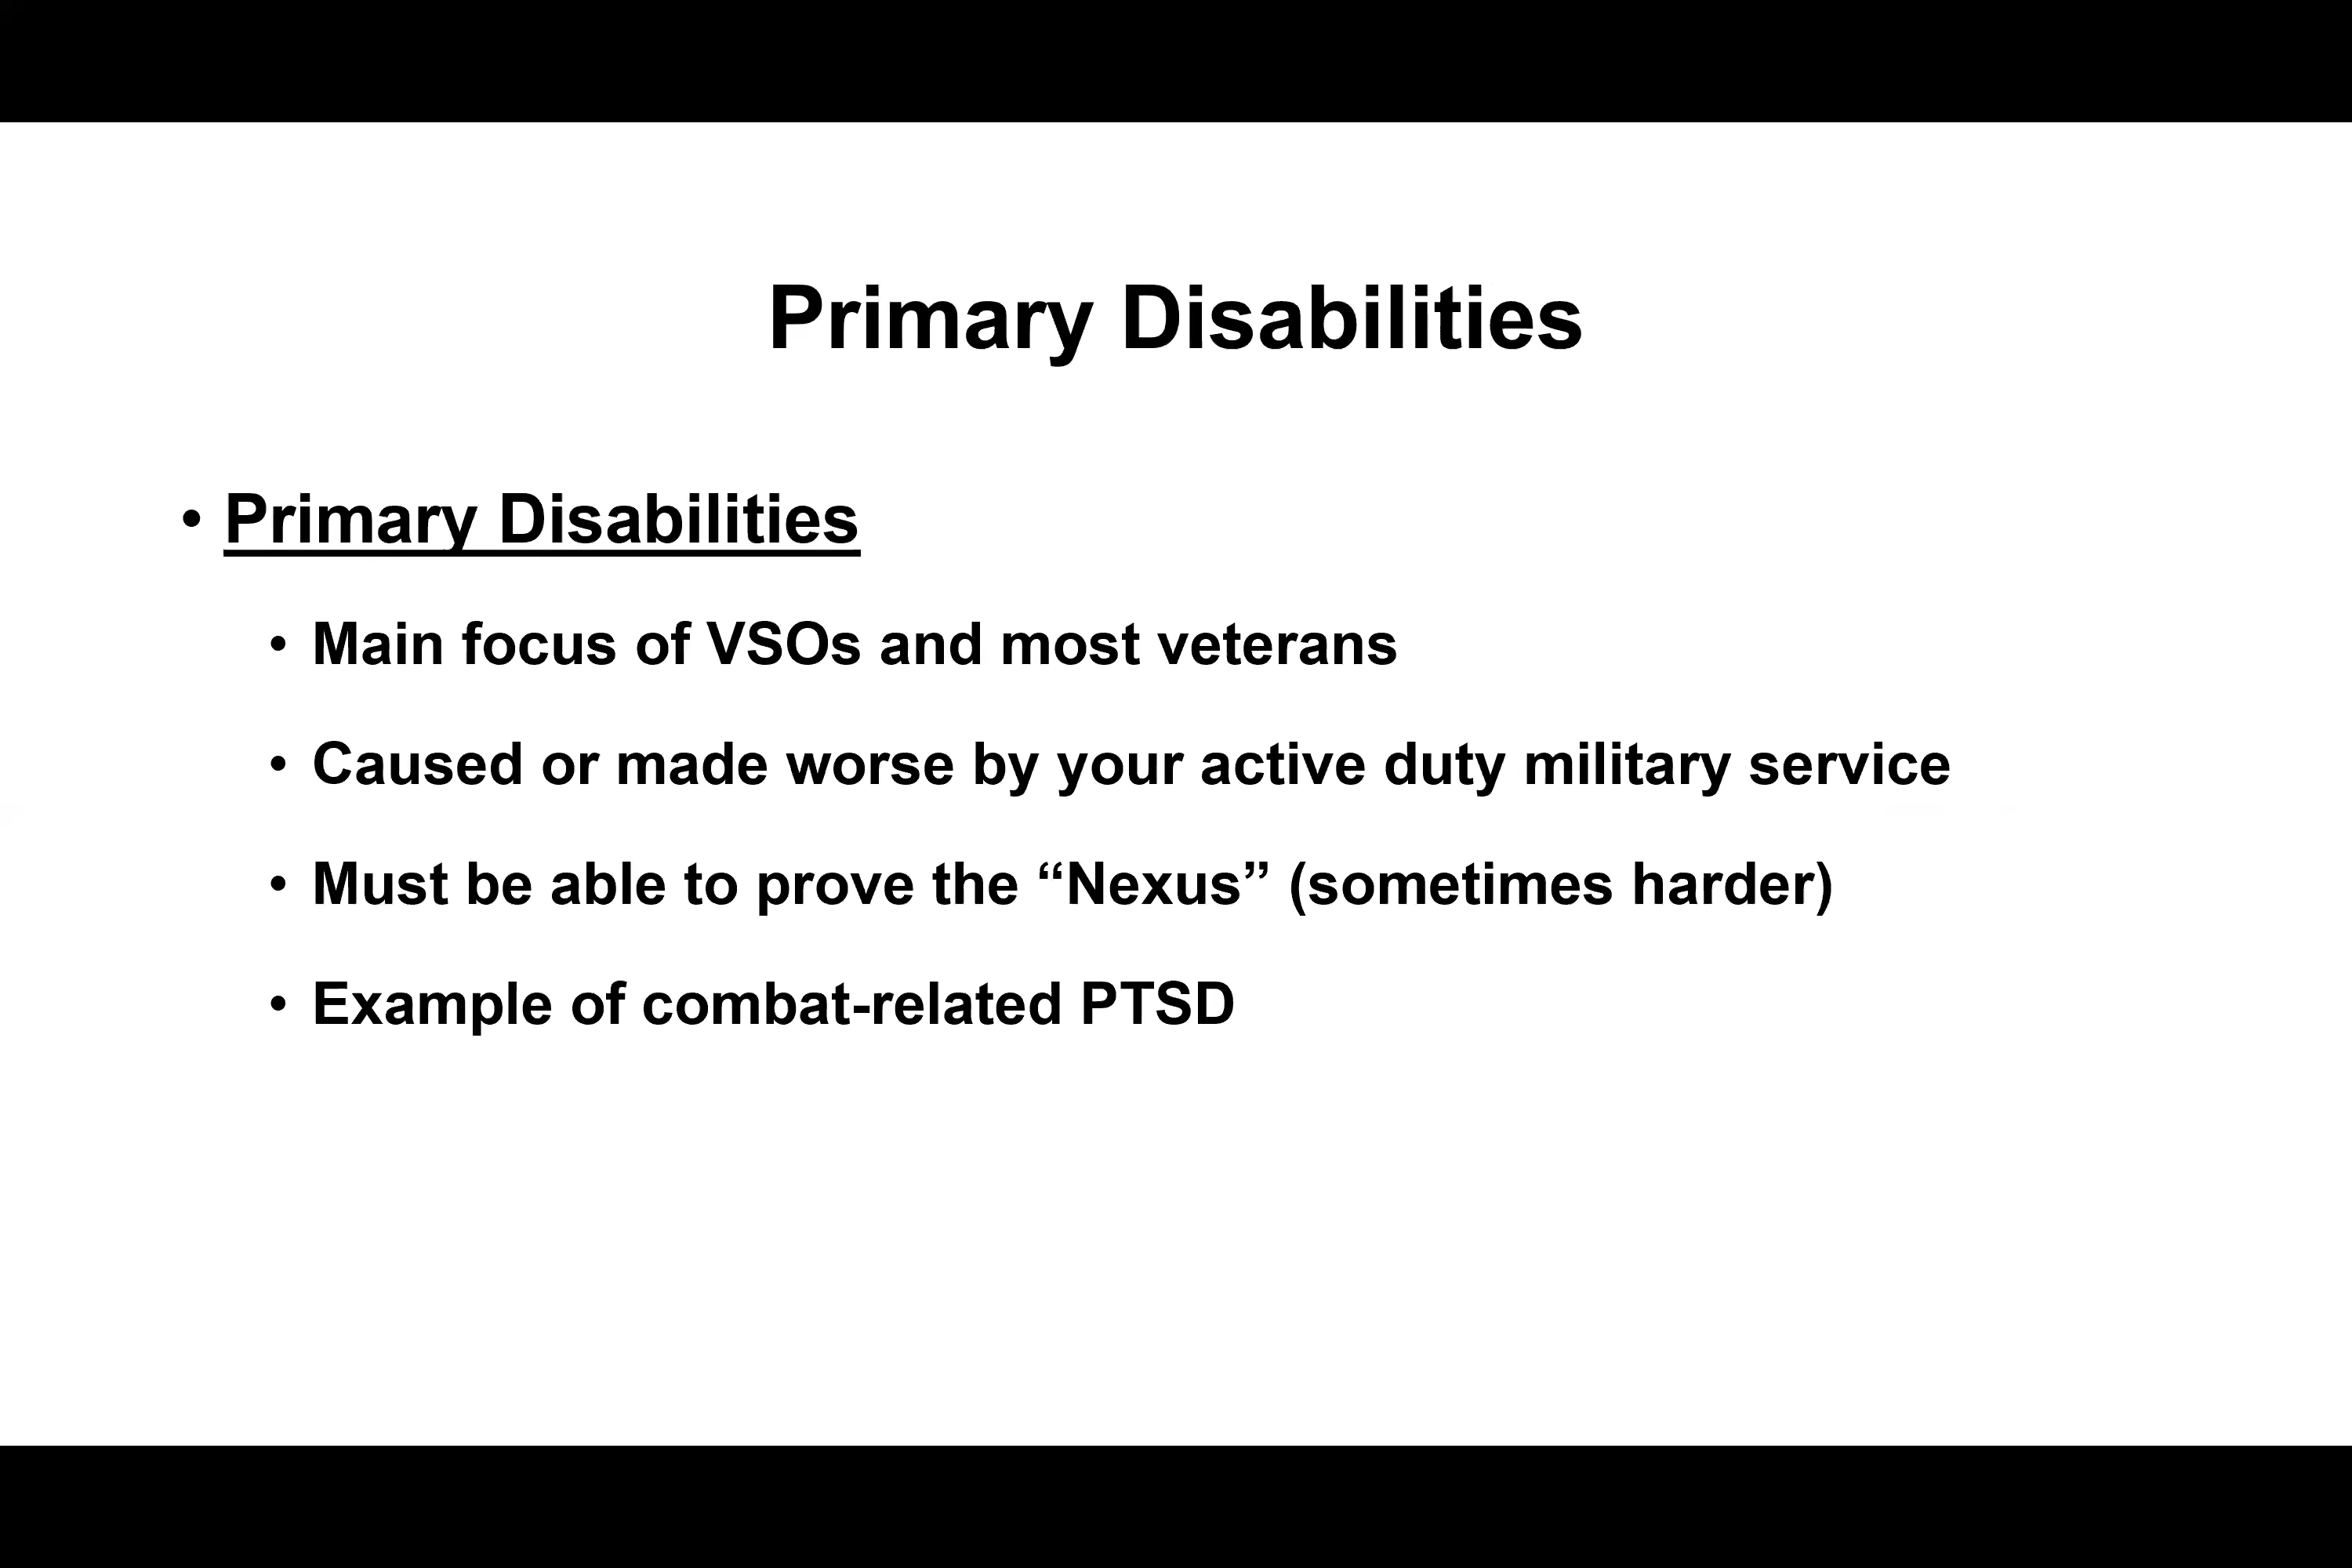 Primary Disabilities
• Primary Disabilities
• Main focus of VSOs and most veterans
• Caused or made worse by your active duty military service
• Must be able to prove the “Nexus” (sometimes harder)
• Example of combat-related PTSD